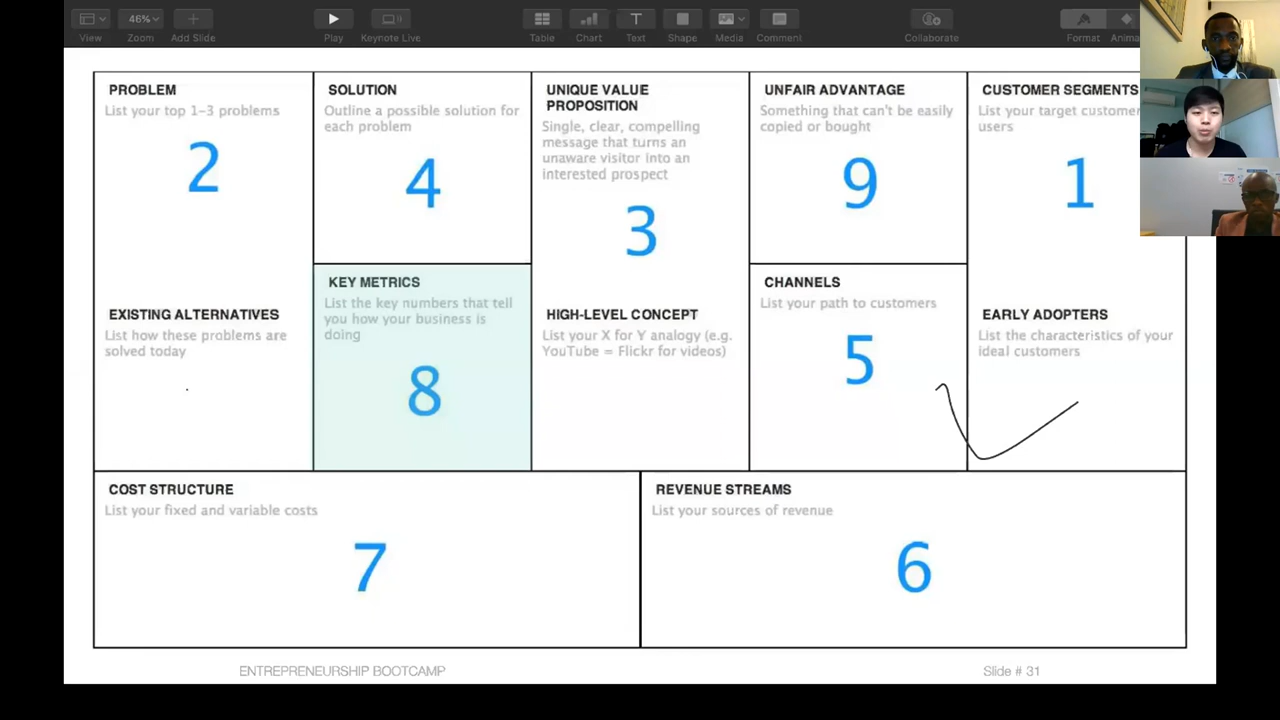 46%
View
Zoom
Add Slide
Play
Keynote Live
Table
Chart
Text
Shape
Media
Comment
Collaborate
Format
Anima
PROBLEM
List your top 1-3 problems
2
EXISTING ALTERNATIVES
List how these problems are
solved today
SOLUTION
Outline a possible solution for
each problem
4
KEY METRICS
List the key numbers that tell
you how your business is
doing
8
UNIQUE VALUE
PROPOSITION
Single, clear, compelling
message that turns an
unaware visitor into an
interested prospect
3
HIGH-LEVEL CONCEPT
List your X for Y analogy (e.g.
YouTube = Flickr for videos)
UNFAIR ADVANTAGE
Something that can't be easily
copied or bought
9
CHANNELS
List your path to customers
5
CUSTOMER SEGMENTS
List your target customer
users
1
EARLY ADOPTERS
List the characteristics of your
ideal customers
COST STRUCTURE
List your fixed and variable costs
7
REVENUE STREAMS
List your sources of revenue
6
ENTREPRENEURSHIP BOOTCAMP
Slide # 31